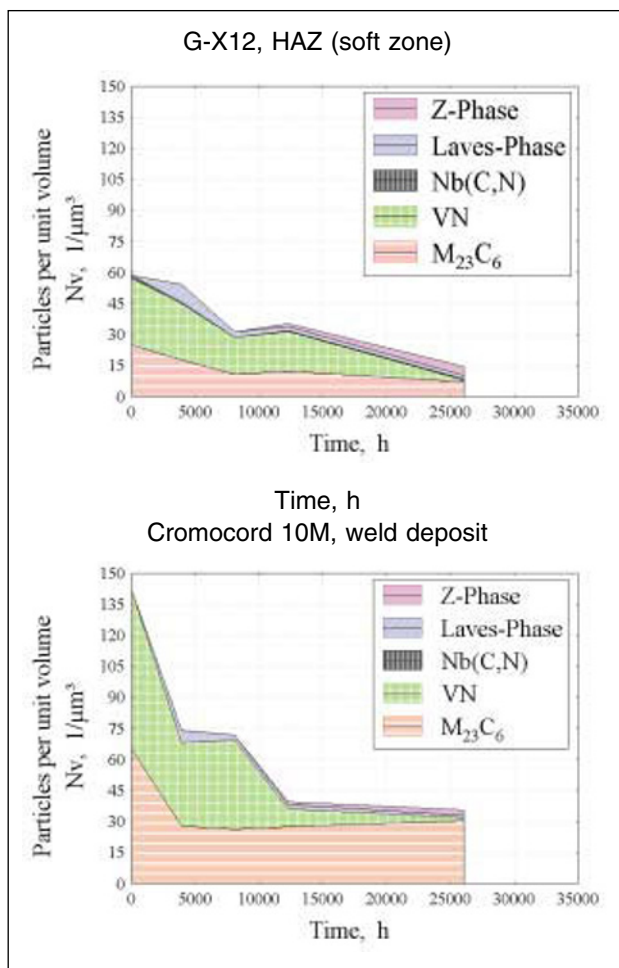 G-X12, HAZ (soft zone)
Particles per unit volume
Nv, 1/μm³
150
135
120
105
90
75
60
45
30
15
0
Z-Phase
Laves-Phase
Nb(C,N)
VN
M₂₃C₆
0 5000 10000 15000 20000 25000 30000 35000
Time, h
Time, h
Cromocord 10M, weld deposit
Particles per unit volume
Nv, 1/μm³
150
135
120
105
90
75
60
45
30
15
0
Z-Phase
Laves-Phase
Nb(C,N)
VN
M₂₃C₆
0 5000 10000 15000 20000 25000 30000 35000
Time, h